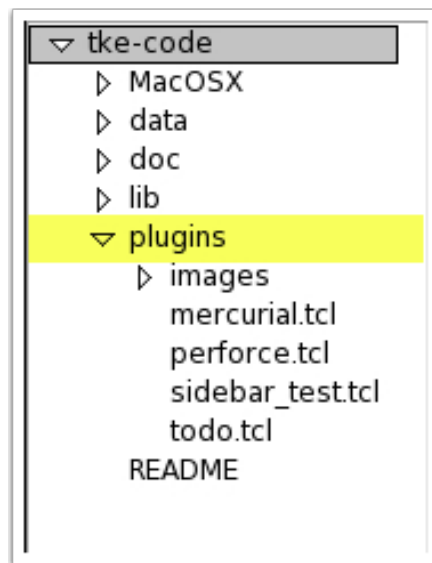 tke-code
MacOSX
data
doc
lib
plugins
images
mercurial.tcl
perforce.tcl
sidebar_test.tcl
todo.tcl
README